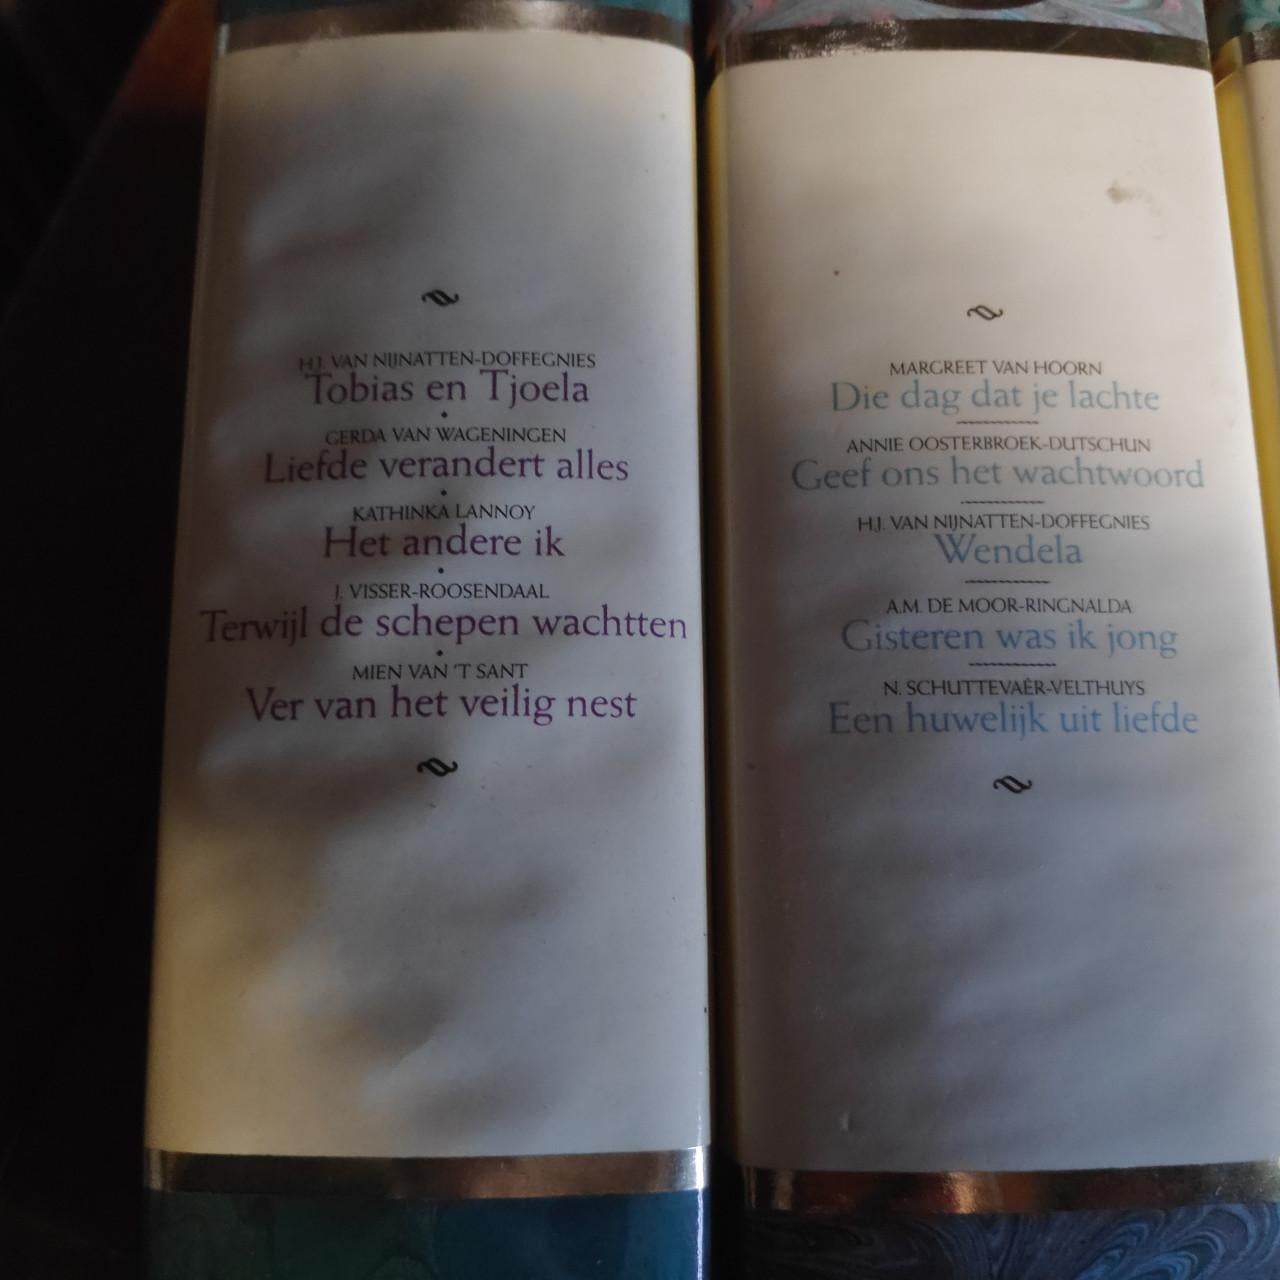 H.J. VAN NIJNATTEN-DOFFEGNIES
Tobias en Tjoela
GERDA VAN WAGENINGEN
Liefde verandert alles
KATHINKA LANNOY
Het andere ik
J. VISSER-ROOSENDAAL
Terwijl de schepen wachtten
MIEN VAN 'T SANT
Ver van het veilig nest
MARGREET VAN HOORN
Die dag dat je lachte
ANNIE OOSTERBROEK-DUTSCHUN
Geef ons het wachtwoord
H.J. VAN NIJNATTEN-DOFFEGNIES
Wendela
A.M. DE MOOR-RINGNALDA
Gisteren was ik jong
N. SCHUTTEVAÊR-VELTHUYS
Een huwelijk uit liefde